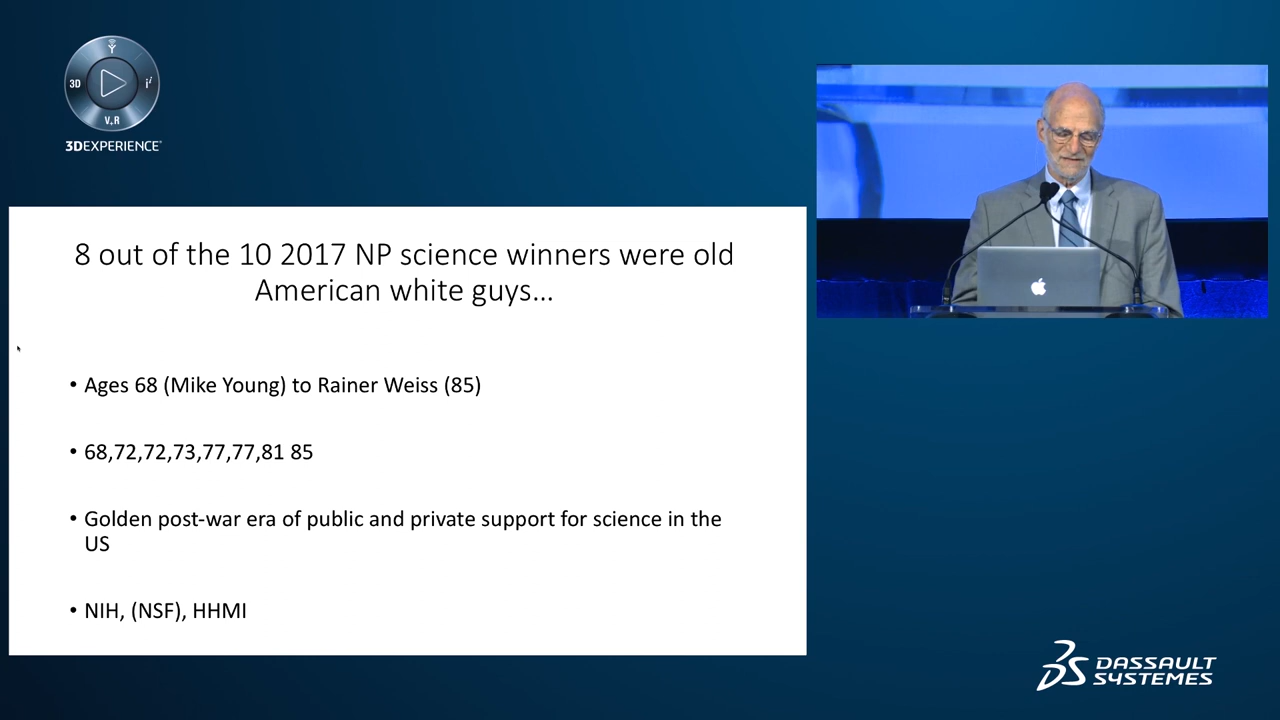 3D
i²
V,R
3DEXPERIENCE
8 out of the 10 2017 NP science winners were old
American white guys…
• Ages 68 (Mike Young) to Rainer Weiss (85)
• 68,72,72,73,77,77,81 85
• Golden post-war era of public and private support for science in the
US
• NIH, (NSF), HHMI
DASSAULT
SYSTEMES